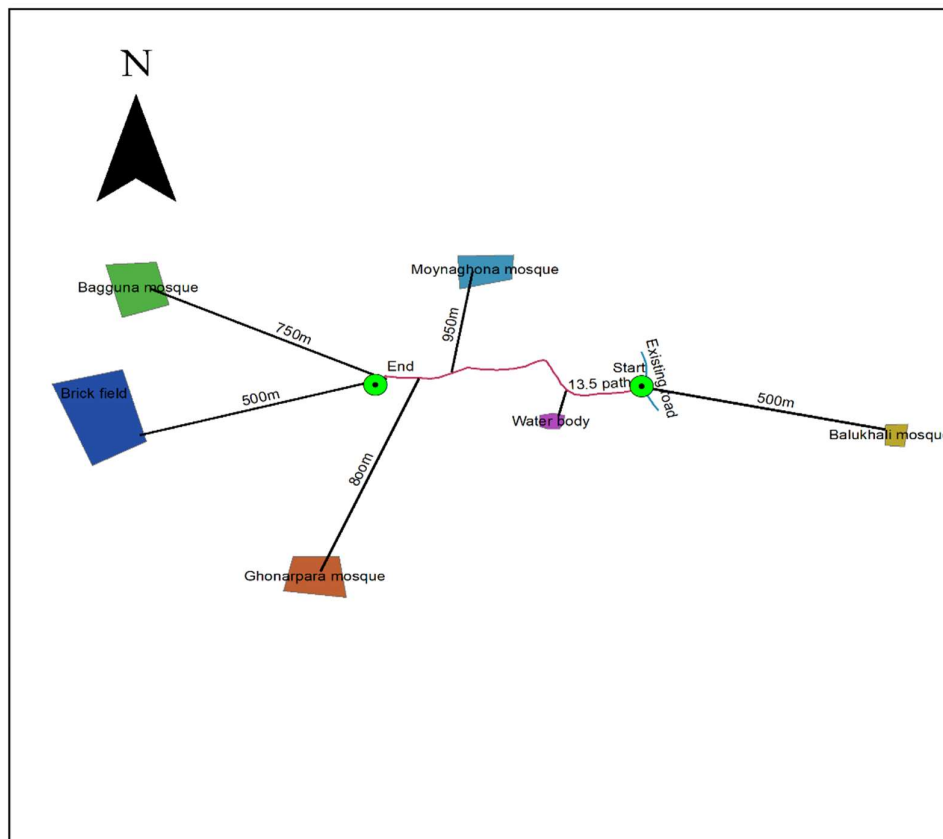 N
Moynaghona mosque
Bagguna mosque
750m
950m
End
Existing road
Start
13.5 path
Brick field
500m
500m
Water body
Balukhali mosque
800m
Ghonarpara mosque